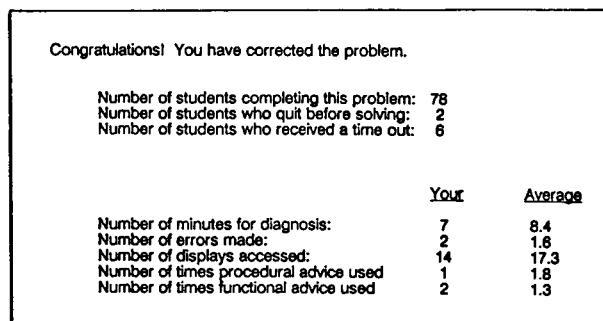 Congratulations! You have corrected the problem.
Number of students completing this problem: 78
Number of students who quit before solving: 2
Number of students who received a time out: 6
Your Average
Number of minutes for diagnosis: 7 8.4
Number of errors made: 2 1.6
Number of displays accessed: 14 17.3
Number of times procedural advice used 1 1.8
Number of times functional advice used 2 1.3